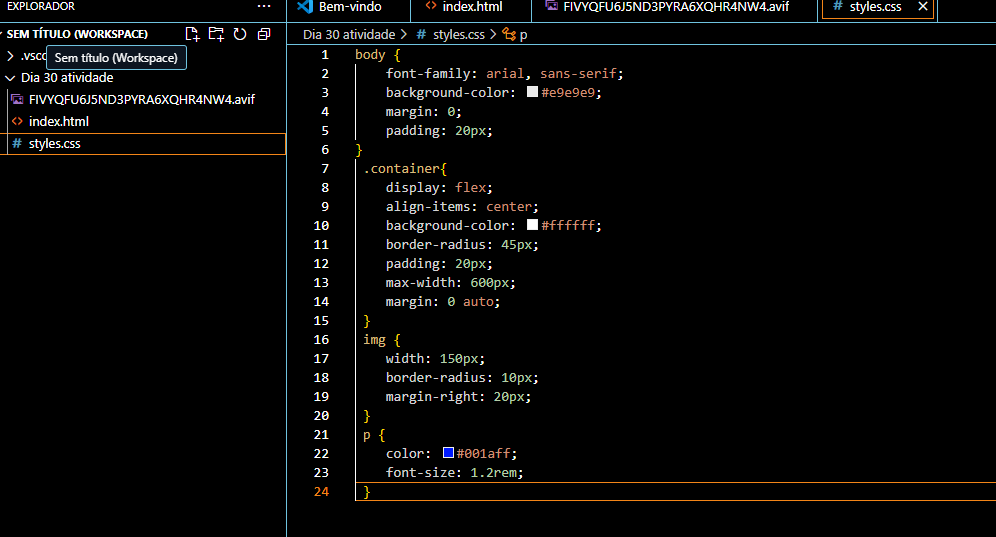 EXPLORADOR ...
Bem-vindo
index.html
FIVYQFU6J5ND3PYRA6XQHR4NW4.avif
styles.css
SEM TÍTULO (WORKSPACE)
.vscc
Sem título (Workspace)
Dia 30 atividade
FIVYQFU6J5ND3PYRA6XQHR4NW4.avif
index.html
styles.css
Dia 30 atividade > # styles.css > p
1 body {
2 font-family: arial, sans-serif;
3 background-color: #e9e9e9;
4 margin: 0;
5 padding: 20px;
6 }
7 .container{
8 display: flex;
9 align-items: center;
10 background-color: #ffffff;
11 border-radius: 45px;
12 padding: 20px;
13 max-width: 600px;
14 margin: 0 auto;
15 }
16 img {
17 width: 150px;
18 border-radius: 10px;
19 margin-right: 20px;
20 }
21 p {
22 color: #001aff;
23 font-size: 1.2rem;
24 }